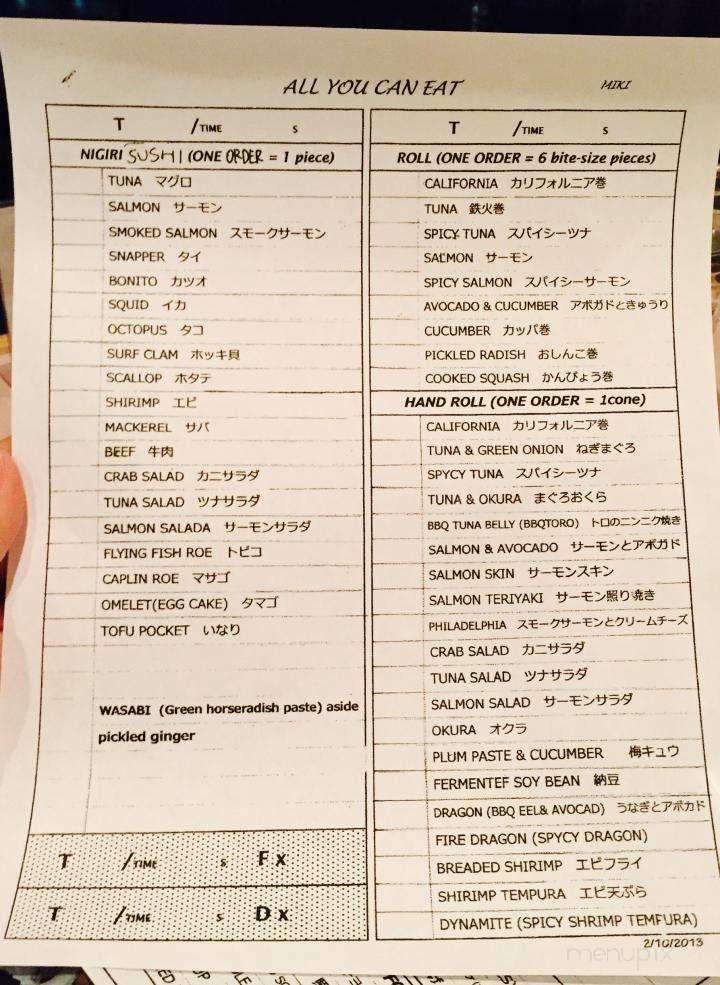 ALL YOU CAN EAT
MIKI
T /TIME S
NIGIRI SUSHI (ONE ORDER = 1 piece)
TUNA マグロ
SALMON サーモン
SMOKED SALMON スモークサーモン
SNAPPER タイ
BONITO カツオ
SQUID イカ
OCTOPUS タコ
SURF CLAM ホッキ貝
SCALLOP ホタテ
SHIRIMP エビ
MACKEREL サバ
BEEF 牛肉
CRAB SALAD カニサラダ
TUNA SALAD ツナサラダ
SALMON SALADA サーモンサラダ
FLYING FISH ROE トビコ
CAPLIN ROE マサゴ
OMELET(EGG CAKE) タマゴ
TOFU POCKET いなり
WASABI (Green horseradish paste) aside
pickled ginger
T /TIME S F x
T /TIME S D x
T /TIME S
ROLL (ONE ORDER = 6 bite-size pieces)
CALIFORNIA カリフォルニア巻
TUNA 鉄火巻
SPICY TUNA スパイシーツナ
SALMON サーモン
SPICY SALMON スパイシーサーモン
AVOCADO & CUCUMBER アボガドときゅうり
CUCUMBER カッパ巻
PICKLED RADISH おしんこ巻
COOKED SQUASH かんぴょう巻
HAND ROLL (ONE ORDER = 1cone)
CALIFORNIA カリフォルニア巻
TUNA & GREEN ONION ねぎまぐろ
SPYCY TUNA スパイシーツナ
TUNA & OKURA まぐろおくら
BBQ TUNA BELLY (BBQTORO) トロのニンニク焼き
SALMON & AVOCADO サーモンとアボガド
SALMON SKIN サーモンスキン
SALMON TERIYAKI サーモン照り焼き
PHILADELPHIA スモークサーモンとクリームチーズ
CRAB SALAD カニサラダ
TUNA SALAD ツナサラダ
SALMON SALAD サーモンサラダ
OKURA オクラ
PLUM PASTE & CUCUMBER 梅キュウ
FERMENTEF SOY BEAN 納豆
DRAGON (BBQ EEL& AVOCAD) うなぎとアボカド
FIRE DRAGON (SPYCY DRAGON)
BREADED SHIRIMP エビフライ
SHIRIMP TEMPURA エビ天ぷら
DYNAMITE (SPICY SHRIMP TEMFURA)
2/10/2013
menupix